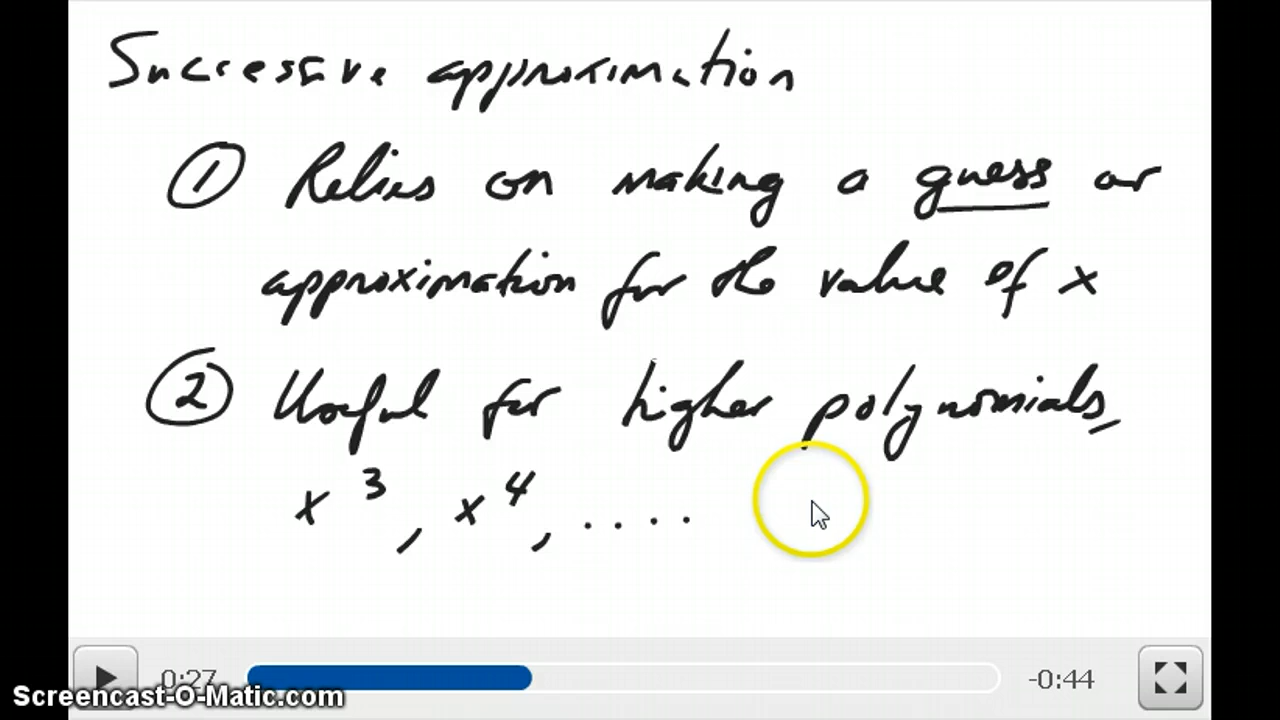 Successive approximation
① Relies on making a guess or
approximation for the value of x
② Useful for higher polynomials,
x³, x⁴, ....
0:27
-0:44
Screencast-O-Matic.com